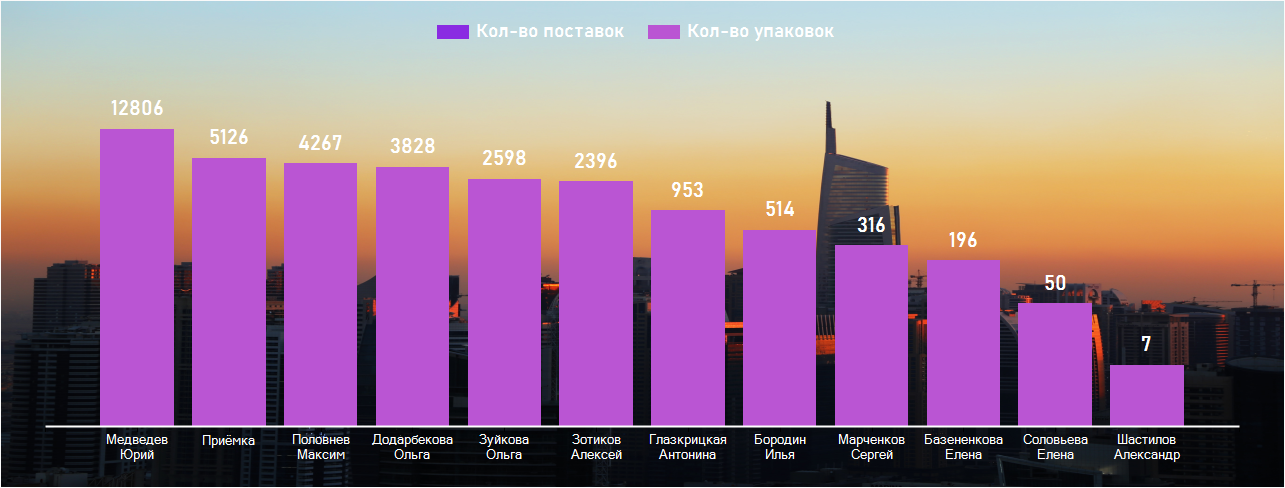 Кол-во поставок Кол-во упаковок
12806
5126
4267
3828
2598
2396
953
514
316
196
50
7
Медведев
Юрий
Приёмка
Половнев
Максим
Додарбекова
Ольга
Зуйкова
Ольга
Зотиков
Алексей
Глазкрицкая
Антонина
Бородин
Илья
Марченков
Сергей
Базененкова
Елена
Соловьева
Елена
Шастилов
Александр